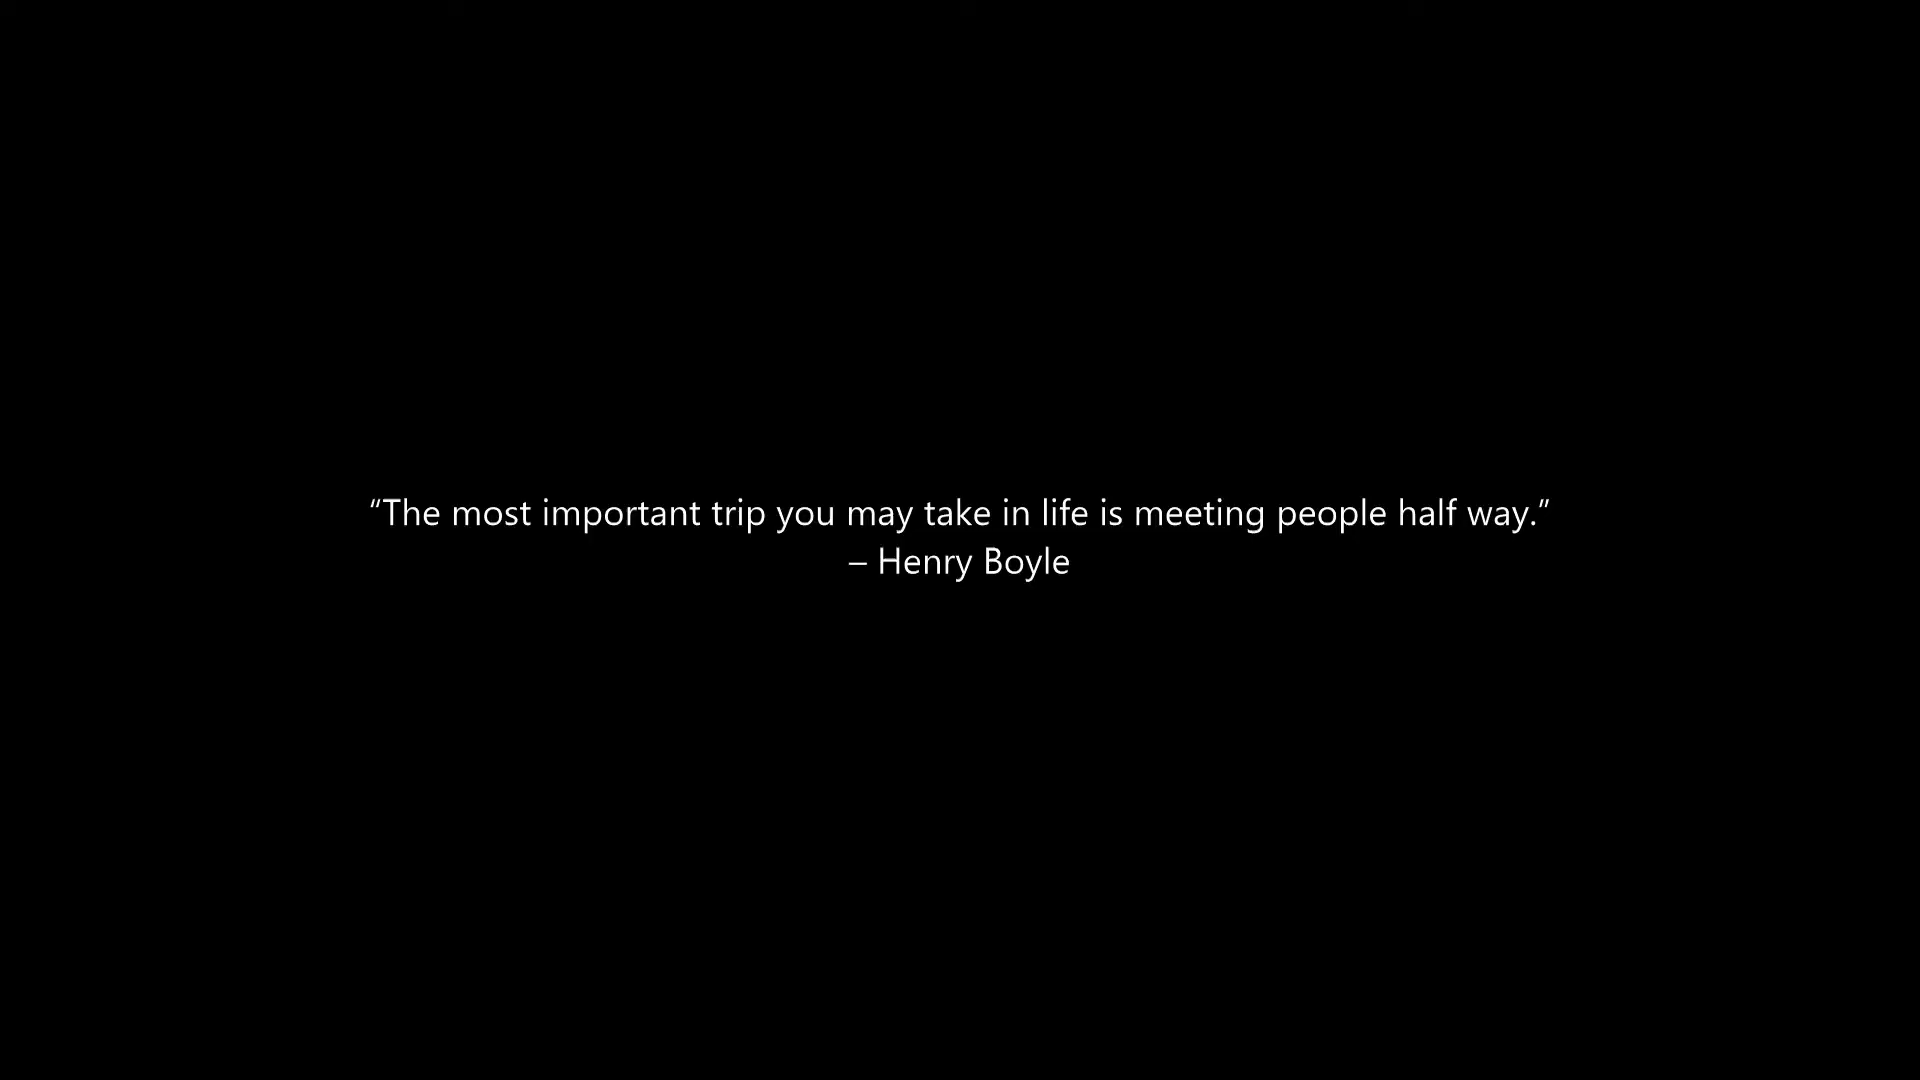 “The most important trip you may take in life is meeting people half way.”
– Henry Boyle